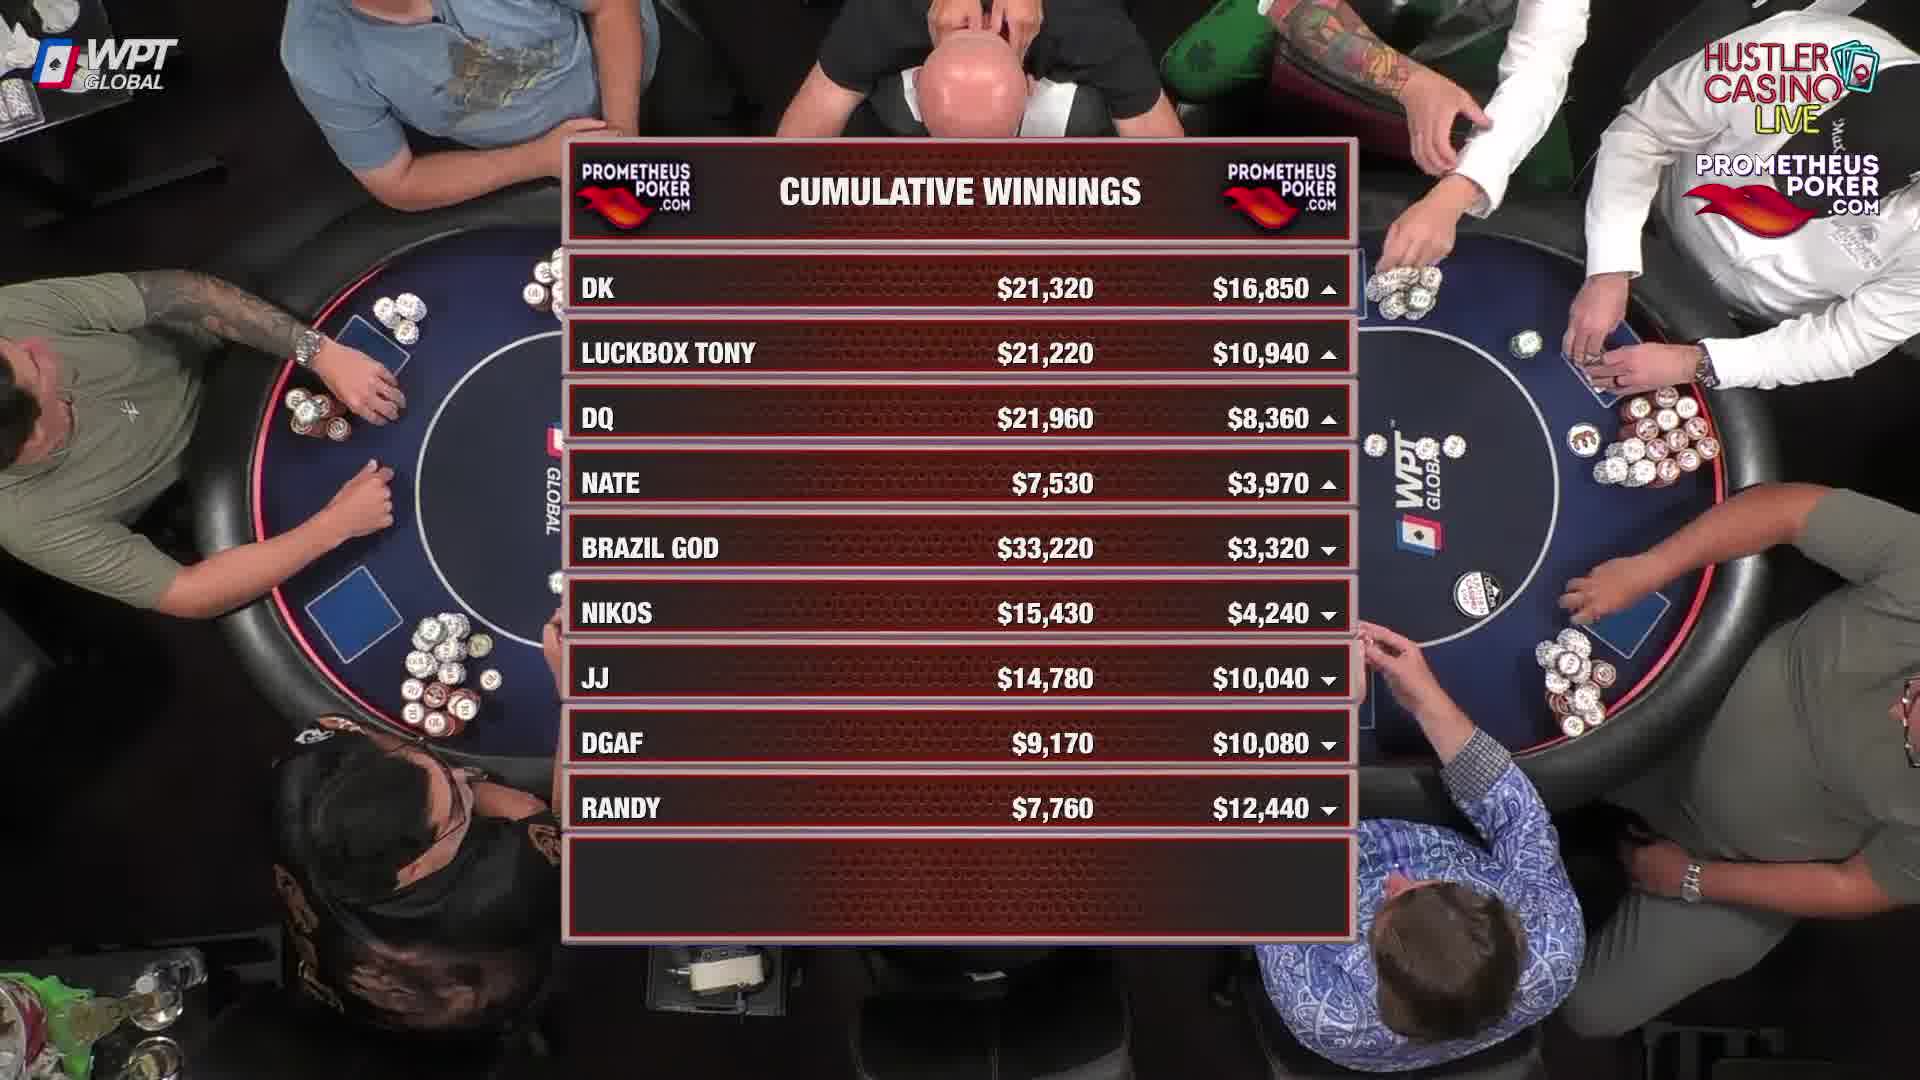 WPT
GLOBAL
HUSTLER
CASINO
LIVE
PROMETHEUS
POKER
.COM
PROMETHEUS
POKER
.COM
CUMULATIVE WINNINGS
PROMETHEUS
POKER
.COM
DK $21,320 $16,850
LUCKBOX TONY $21,220 $10,940
DQ $21,960 $8,360
NATE $7,530 $3,970
BRAZIL GOD $33,220 $3,320
NIKOS $15,430 $4,240
JJ $14,780 $10,040
DGAF $9,170 $10,080
RANDY $7,760 $12,440
GLOBAL
WPT
GLOBAL